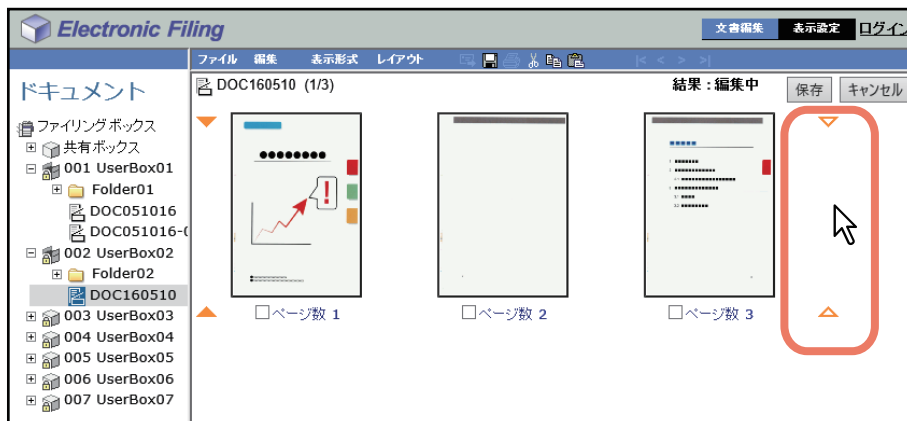 Electronic Filing
文書編集 表示設定 ログイン
ファイル 編集 表示形式 レイアウト |< < > >|
ドキュメント
ファイリングボックス
共有ボックス
001 UserBox01
Folder01
DOC051016
DOC051016-(
002 UserBox02
Folder02
DOC160510
003 UserBox03
004 UserBox04
005 UserBox05
006 UserBox06
007 UserBox07
DOC160510 (1/3) 結果：編集中 保存 キャンセル
!
ページ数 1 ページ数 2 ページ数 3